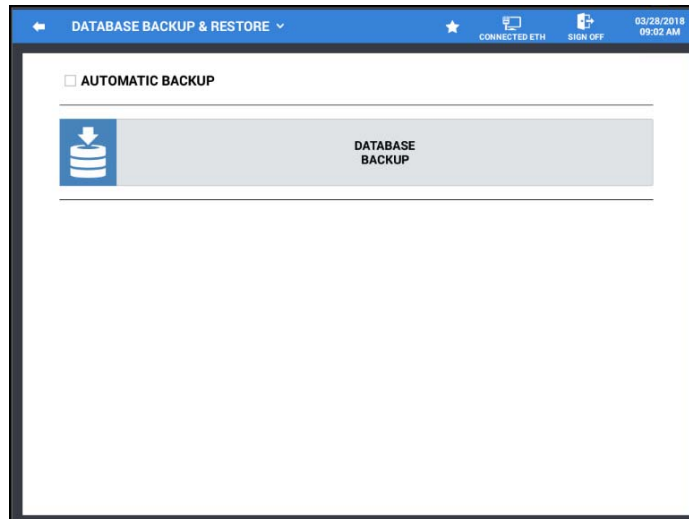 DATABASE BACKUP & RESTORE
CONNECTED ETH
SIGN OFF
03/28/2018
09:02 AM
AUTOMATIC BACKUP
DATABASE
BACKUP